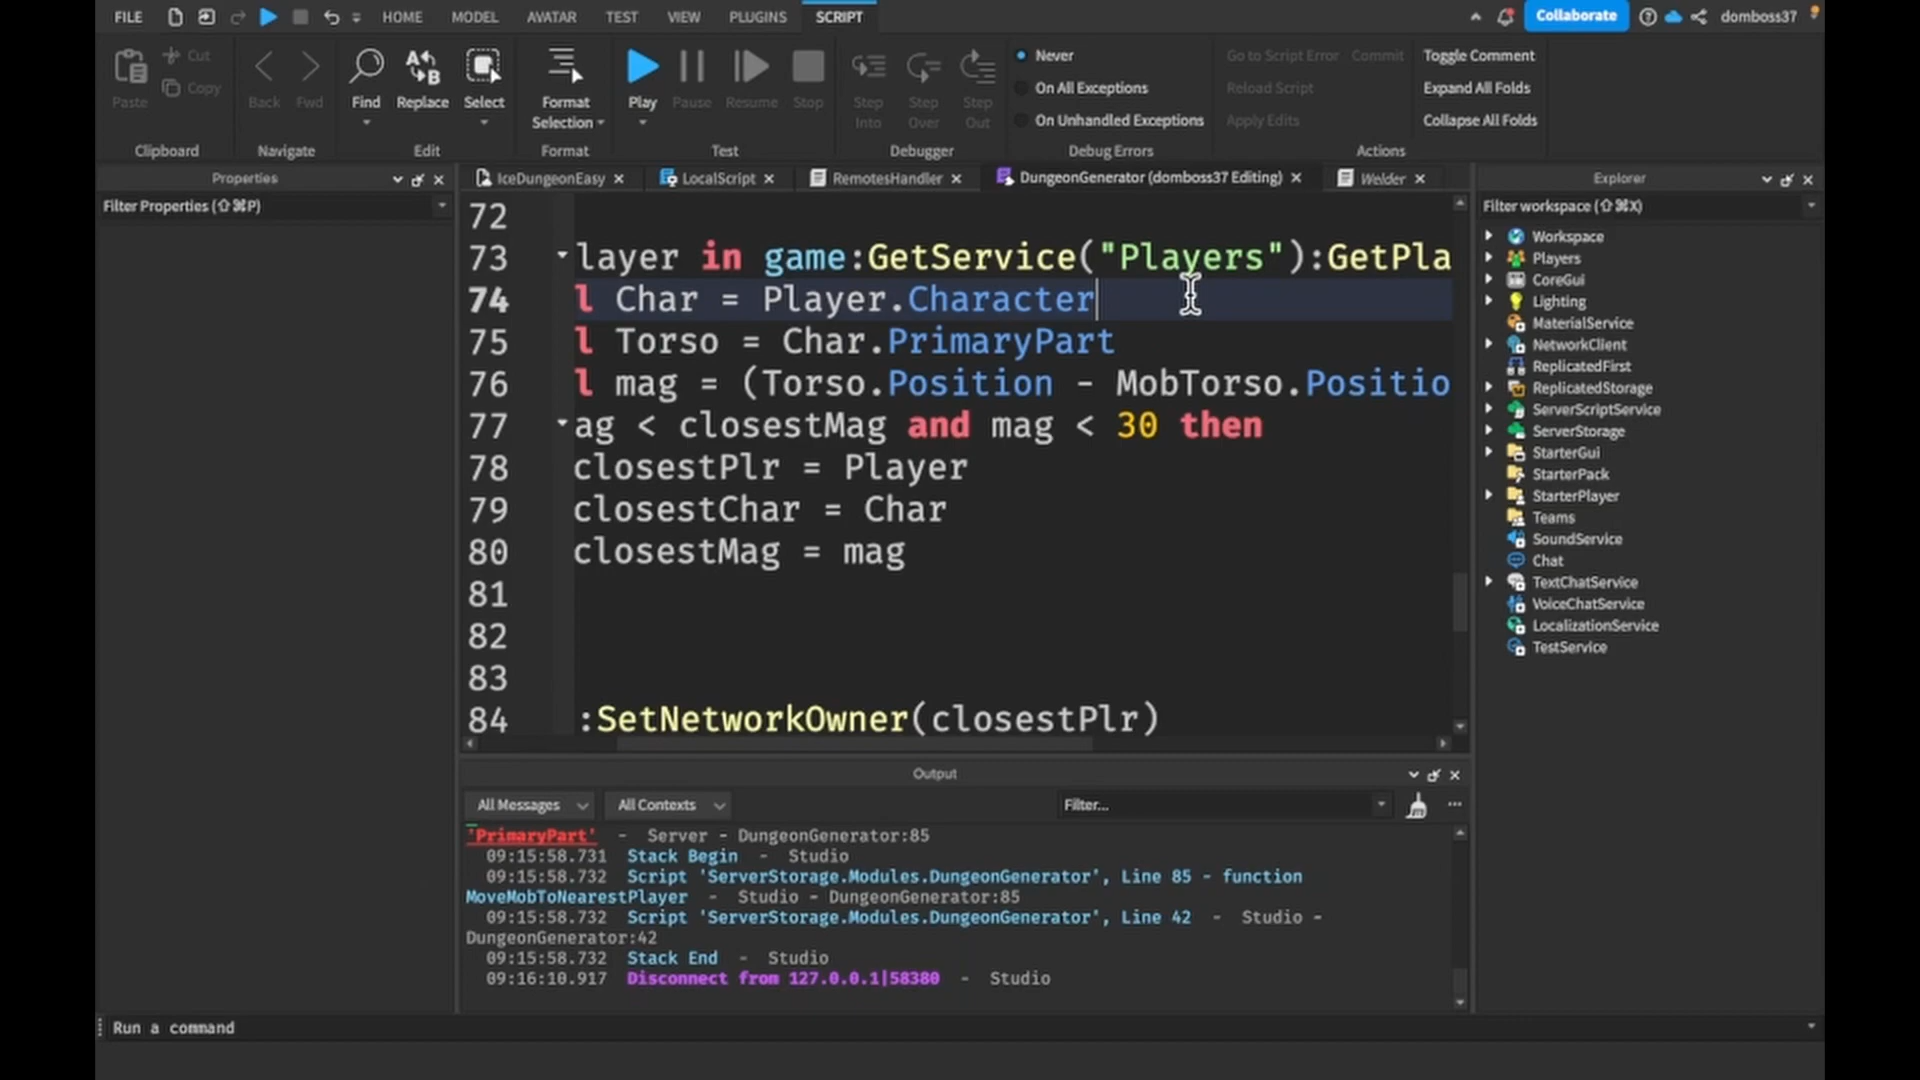 FILE HOME MODEL AVATAR TEST VIEW PLUGINS SCRIPT Collaborate domboss37
Paste Cut Copy Back Fwd Find Replace Select Format Selection Play Pause Resume Stop Step Into Step Over Step Out
Never
On All Exceptions
On Unhandled Exceptions
Go to Script Error Commit
Reload Script
Apply Edits
Toggle Comment
Expand All Folds
Collapse All Folds
Clipboard Navigate Edit Format Test Debugger Debug Errors Actions
Properties
Filter Properties (⇧⌘P)
IceDungeonEasy LocalScript RemotesHandler DungeonGenerator (domboss37 Editing) Welder
72
73 layer in game:GetService("Players"):GetPla
74 l Char = Player.Character
75 l Torso = Char.PrimaryPart
76 l mag = (Torso.Position - MobTorso.Positio
77 ag < closestMag and mag < 30 then
78 closestPlr = Player
79 closestChar = Char
80 closestMag = mag
81
82
83
84 :SetNetworkOwner(closestPlr)
Output
All Messages All Contexts Filter...
'PrimaryPart' - Server - DungeonGenerator:85
09:15:58.731 Stack Begin - Studio
09:15:58.732 Script 'ServerStorage.Modules.DungeonGenerator', Line 85 - function
MoveMobToNearestPlayer - Studio - DungeonGenerator:85
09:15:58.732 Script 'ServerStorage.Modules.DungeonGenerator', Line 42 - Studio -
DungeonGenerator:42
09:15:58.732 Stack End - Studio
09:16:10.917 Disconnect from 127.0.0.1|58380 - Studio
Explorer
Filter workspace (⇧⌘X)
Workspace
Players
CoreGui
Lighting
MaterialService
NetworkClient
ReplicatedFirst
ReplicatedStorage
ServerScriptService
ServerStorage
StarterGui
StarterPack
StarterPlayer
Teams
SoundService
Chat
TextChatService
VoiceChatService
LocalizationService
TestService
Run a command